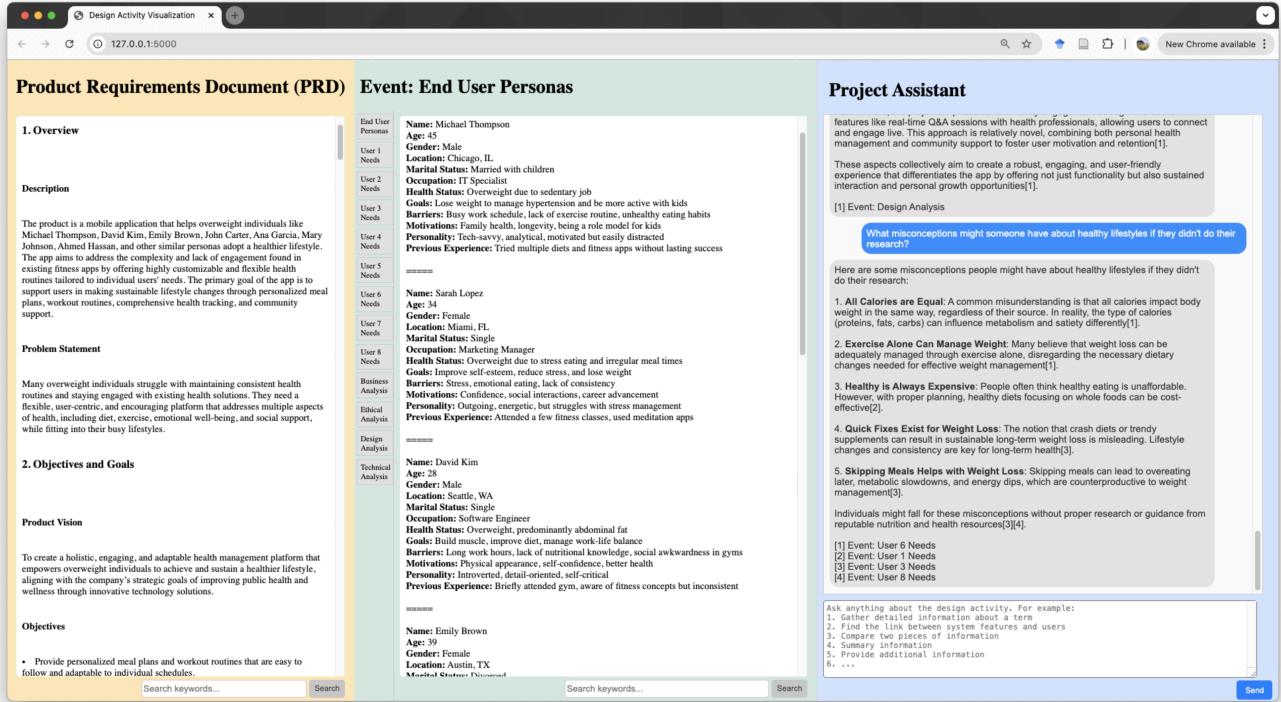 Design Activity Visualization
127.0.0.1:5000
New Chrome available
Product Requirements Document (PRD)
1. Overview
Description
The product is a mobile application that helps overweight individuals like
Michael Thompson, David Kim, Emily Brown, John Carter, Ana Garcia, Mary
Johnson, Ahmed Hassan, and other similar personas adopt a healthier lifestyle.
The app aims to address the complexity and lack of engagement found in
existing fitness apps by offering highly customizable and flexible health
routines tailored to individual users' needs. The primary goal of the app is to
support users in making sustainable lifestyle changes through personalized meal
plans, workout routines, comprehensive health tracking, and community
support.
Problem Statement
Many overweight individuals struggle with maintaining consistent health
routines and staying engaged with existing health solutions. They need a
flexible, user-centric, and encouraging platform that addresses multiple aspects
of health, including diet, exercise, emotional well-being, and social support,
while fitting into their busy lifestyles.
2. Objectives and Goals
Product Vision
To create a holistic, engaging, and adaptable health management platform that
empowers overweight individuals to achieve and sustain a healthier lifestyle,
aligning with the company's strategic goals of improving public health and
wellness through innovative technology solutions.
Objectives
• Provide personalized meal plans and workout routines that are easy to
follow and adaptable to individual schedules.
Search keywords...
Search
Event: End User Personas
End User
Personas
User 1
Needs
User 2
Needs
User 3
Needs
User 4
Needs
User 5
Needs
User 6
Needs
User 7
Needs
User 8
Needs
Business
Analysis
Ethical
Analysis
Design
Analysis
Technical
Analysis
Name: Michael Thompson
Age: 45
Gender: Male
Location: Chicago, IL
Marital Status: Married with children
Occupation: IT Specialist
Health Status: Overweight due to sedentary job
Goals: Lose weight to manage hypertension and be more active with kids
Barriers: Busy work schedule, lack of exercise routine, unhealthy eating habits
Motivations: Family health, longevity, being a role model for kids
Personality: Tech-savvy, analytical, motivated but easily distracted
Previous Experience: Tried multiple diets and fitness apps without lasting success
=====
Name: Sarah Lopez
Age: 34
Gender: Female
Location: Miami, FL
Marital Status: Single
Occupation: Marketing Manager
Health Status: Overweight due to stress eating and irregular meal times
Goals: Improve self-esteem, reduce stress, and lose weight
Barriers: Stress, emotional eating, lack of consistency
Motivations: Confidence, social interactions, career advancement
Personality: Outgoing, energetic, but struggles with stress management
Previous Experience: Attended a few fitness classes, used meditation apps
=====
Name: David Kim
Age: 28
Gender: Male
Location: Seattle, WA
Marital Status: Single
Occupation: Software Engineer
Health Status: Overweight, predominantly abdominal fat
Goals: Build muscle, improve diet, manage work-life balance
Barriers: Long work hours, lack of nutritional knowledge, social awkwardness in gyms
Motivations: Physical appearance, self-confidence, better health
Personality: Introverted, detail-oriented, self-critical
Previous Experience: Briefly attended gym, aware of fitness concepts but inconsistent
=====
Name: Emily Brown
Age: 39
Gender: Female
Location: Austin, TX
Marital Status: Divorced
Search keywords...
Search
Project Assistant
features like real-time Q&A sessions with health professionals, allowing users to connect
and engage live. This approach is relatively novel, combining both personal health
management and community support to foster user motivation and retention[1].
These aspects collectively aim to create a robust, engaging, and user-friendly
experience that differentiates the app by offering not just functionality but also sustained
interaction and personal growth opportunities[1].
[1] Event: Design Analysis
What misconceptions might someone have about healthy lifestyles if they didn't do their
research?
Here are some misconceptions people might have about healthy lifestyles if they didn't
do their research:
1. All Calories are Equal: A common misunderstanding is that all calories impact body
weight in the same way, regardless of their source. In reality, the type of calories
(proteins, fats, carbs) can influence metabolism and satiety differently[1].
2. Exercise Alone Can Manage Weight: Many believe that weight loss can be
adequately managed through exercise alone, disregarding the necessary dietary
changes needed for effective weight management[1].
3. Healthy is Always Expensive: People often think healthy eating is unaffordable.
However, with proper planning, healthy diets focusing on whole foods can be cost-
effective[2].
4. Quick Fixes Exist for Weight Loss: The notion that crash diets or trendy
supplements can result in sustainable long-term weight loss is misleading. Lifestyle
changes and consistency are key for long-term health[3].
5. Skipping Meals Helps with Weight Loss: Skipping meals can lead to overeating
later, metabolic slowdowns, and energy dips, which are counterproductive to weight
management[3].
Individuals might fall for these misconceptions without proper research or guidance from
reputable nutrition and health resources[3][4].
[1] Event: User 6 Needs
[2] Event: User 1 Needs
[3] Event: User 3 Needs
[4] Event: User 8 Needs
Ask anything about the design activity. For example:
1. Gather detailed information about a term
2. Find the link between system features and users
3. Compare two pieces of information
4. Summary information
5. Provide additional information
6. ...
Send